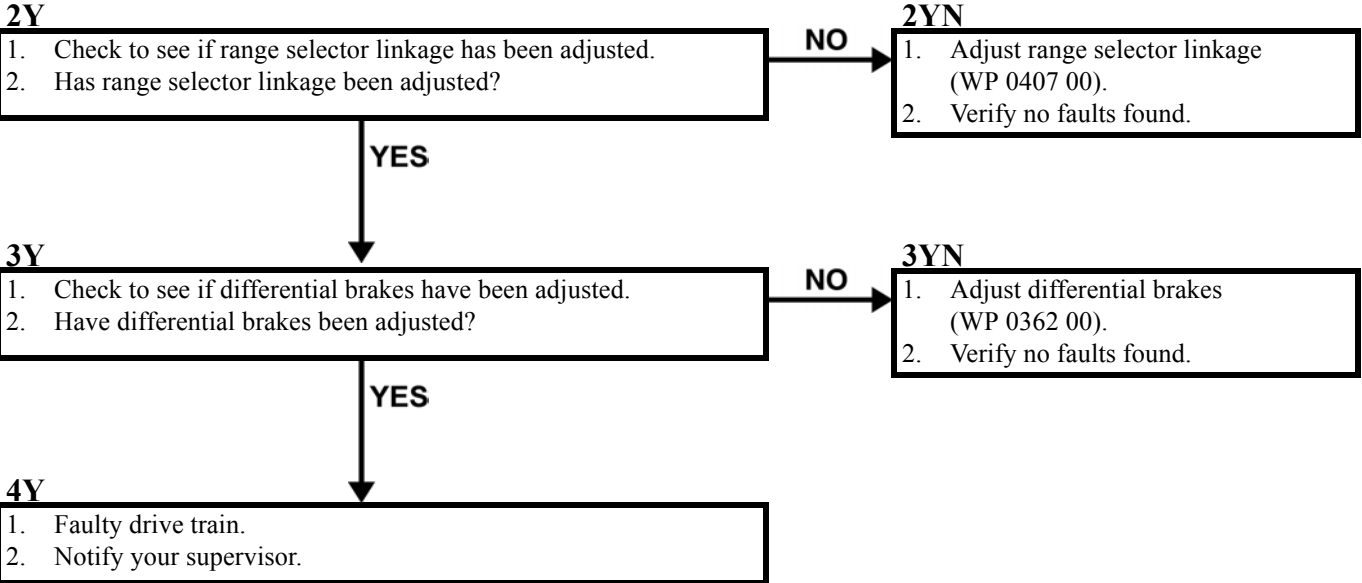 2Y
1. Check to see if range selector linkage has been adjusted.
2. Has range selector linkage been adjusted?
NO
2YN
1. Adjust range selector linkage
(WP 0407 00).
2. Verify no faults found.
YES
3Y
1. Check to see if differential brakes have been adjusted.
2. Have differential brakes been adjusted?
NO
3YN
1. Adjust differential brakes
(WP 0362 00).
2. Verify no faults found.
YES
4Y
1. Faulty drive train.
2. Notify your supervisor.